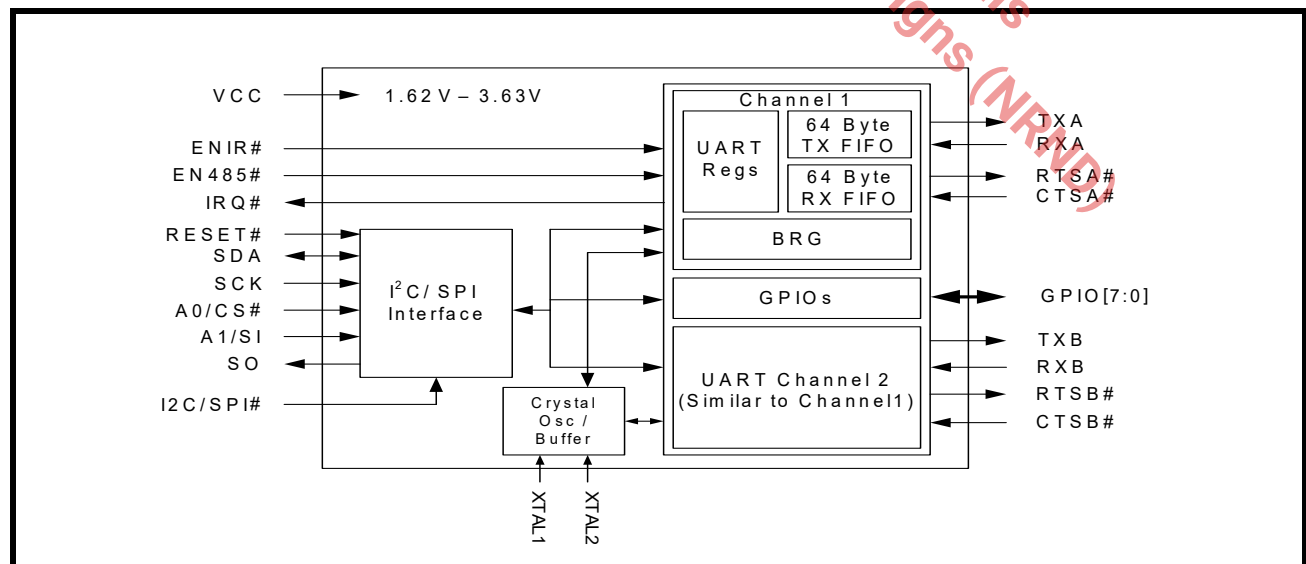 ns
igns (NRND)
VCC
1.62 V – 3.63V
ENIR#
EN485#
IRQ#
RESET#
SDA
SCK
A0/CS#
A1/SI
SO
I2C/SPI#
I²C/ SPI
Interface
Crystal
Osc /
Buffer
XTAL1
XTAL2
Channel 1
UART
Regs
64 Byte
TX FIFO
64 Byte
RX FIFO
BRG
GPIOs
UART Channel 2
(Similar to Channel1)
TXA
RXA
RTSA#
CTSA#
GPIO[7:0]
TXB
RXB
RTSB#
CTSB#